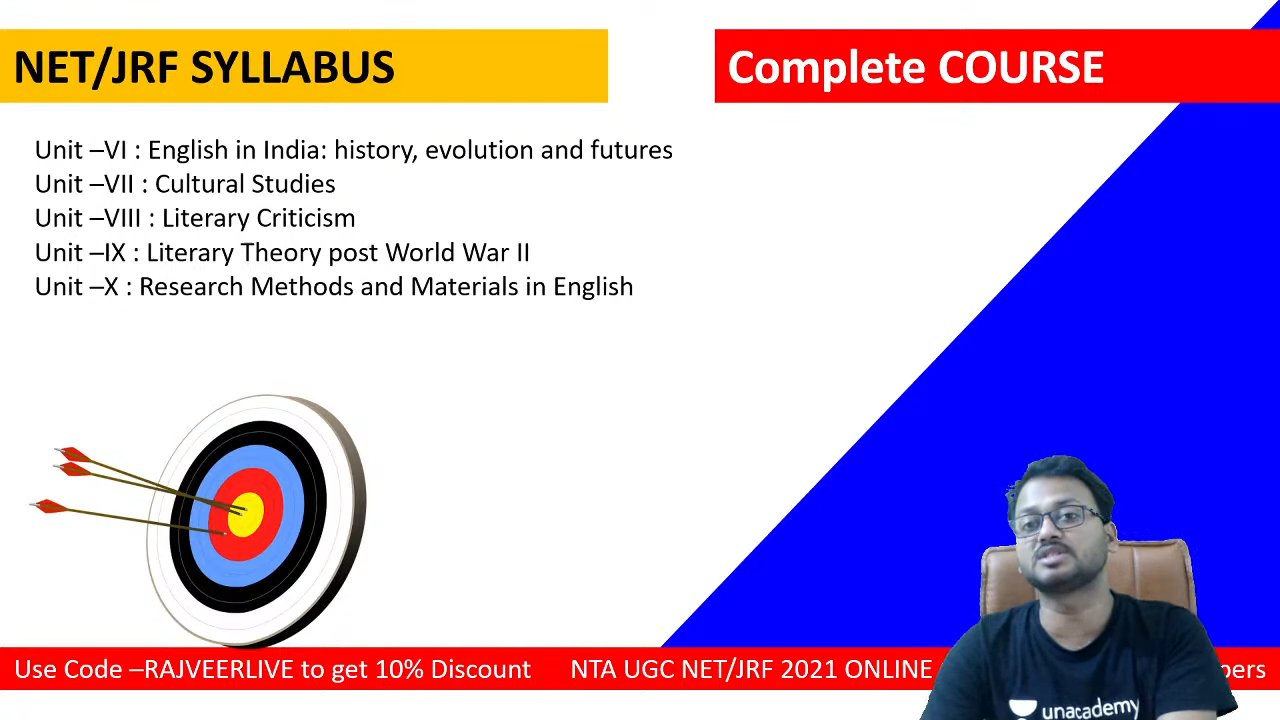 NET/JRF SYLLABUS
Complete COURSE
Unit –VI : English in India: history, evolution and futures
Unit –VII : Cultural Studies
Unit –VIII : Literary Criticism
Unit –IX : Literary Theory post World War II
Unit –X : Research Methods and Materials in English
Use Code –RAJVEERLIVE to get 10% Discount
NTA UGC NET/JRF 2021 ONLINE
unacademy